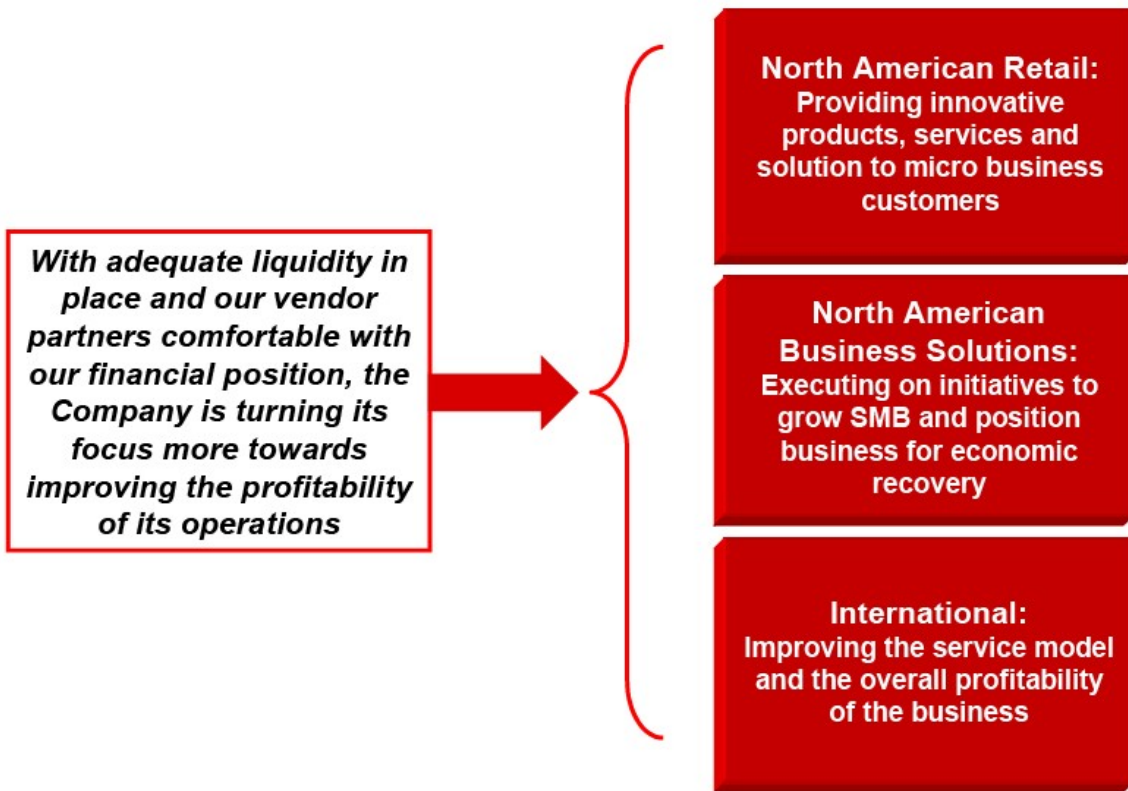 With adequate liquidity in
place and our vendor
partners comfortable with
our financial position, the
Company is turning its
focus more towards
improving the profitability
of its operations
North American Retail:
Providing innovative
products, services and
solution to micro business
customers
North American
Business Solutions:
Executing on initiatives to
grow SMB and position
business for economic
recovery
International:
Improving the service model
and the overall profitability
of the business